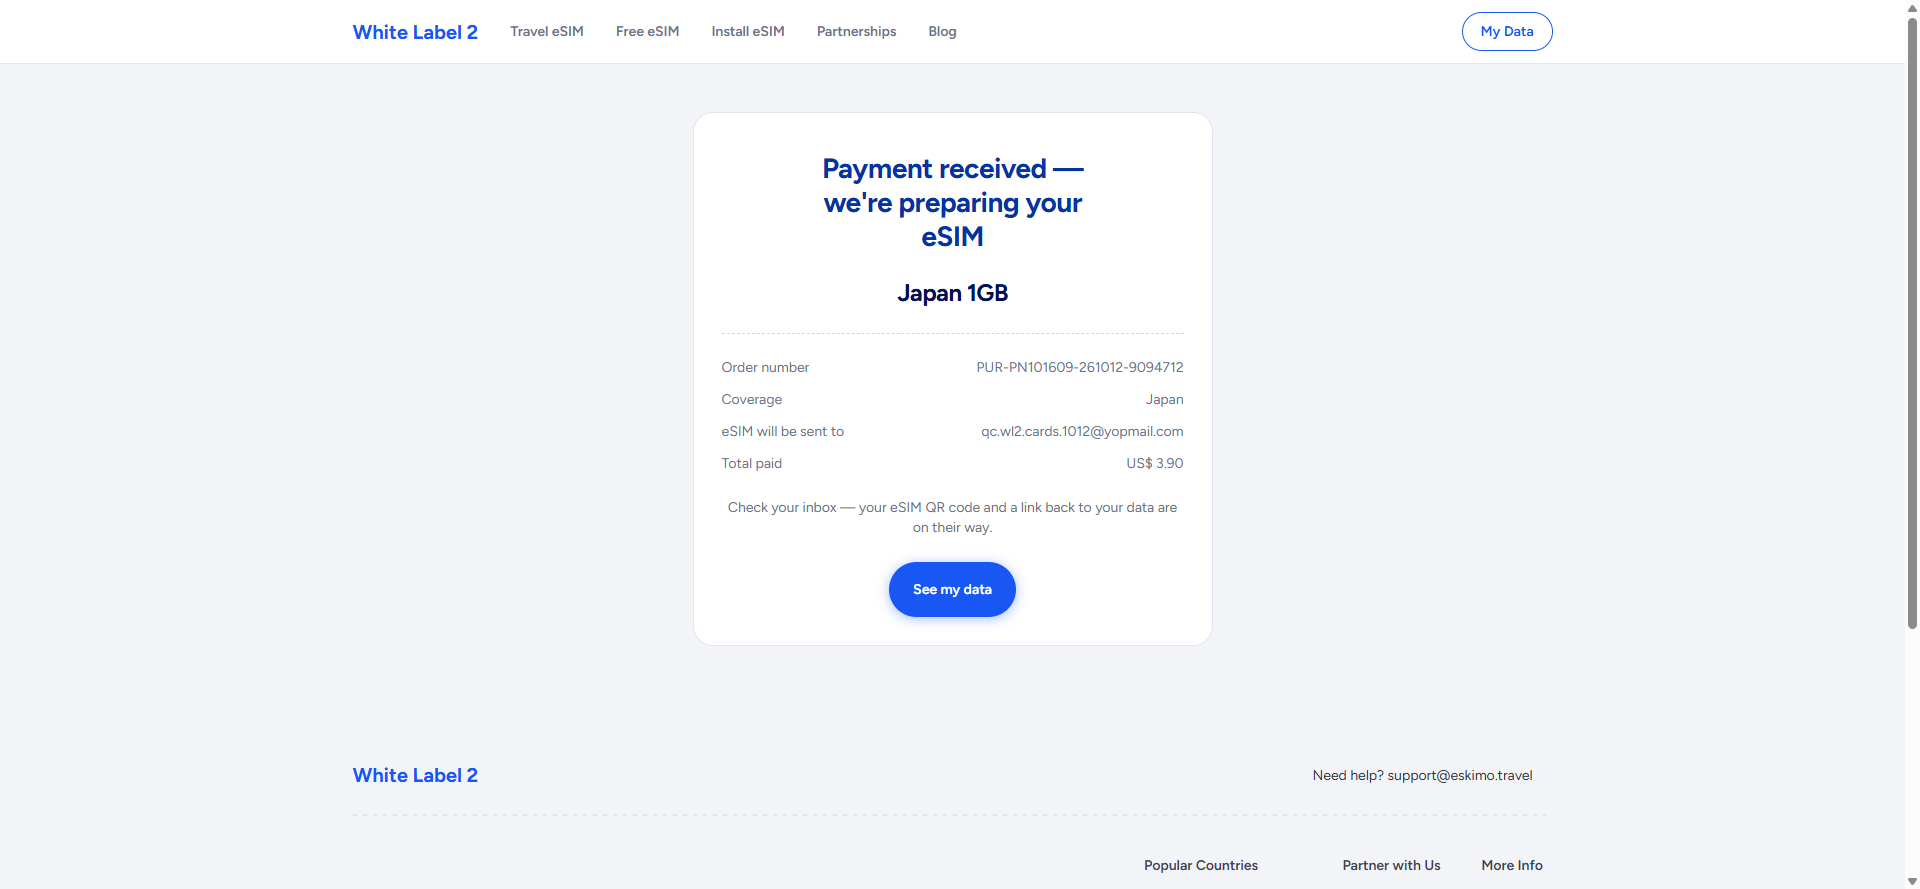 White Label 2
Travel eSIM
Free eSIM
Install eSIM
Partnerships
Blog
My Data
Payment received —
we're preparing your
eSIM
Japan 1GB
Order number PUR-PN101609-261012-9094712
Coverage Japan
eSIM will be sent to qc.wl2.cards.1012@yopmail.com
Total paid US$ 3.90
Check your inbox — your eSIM QR code and a link back to your data are
on their way.
See my data
White Label 2
Need help? support@eskimo.travel
Popular Countries
Partner with Us
More Info